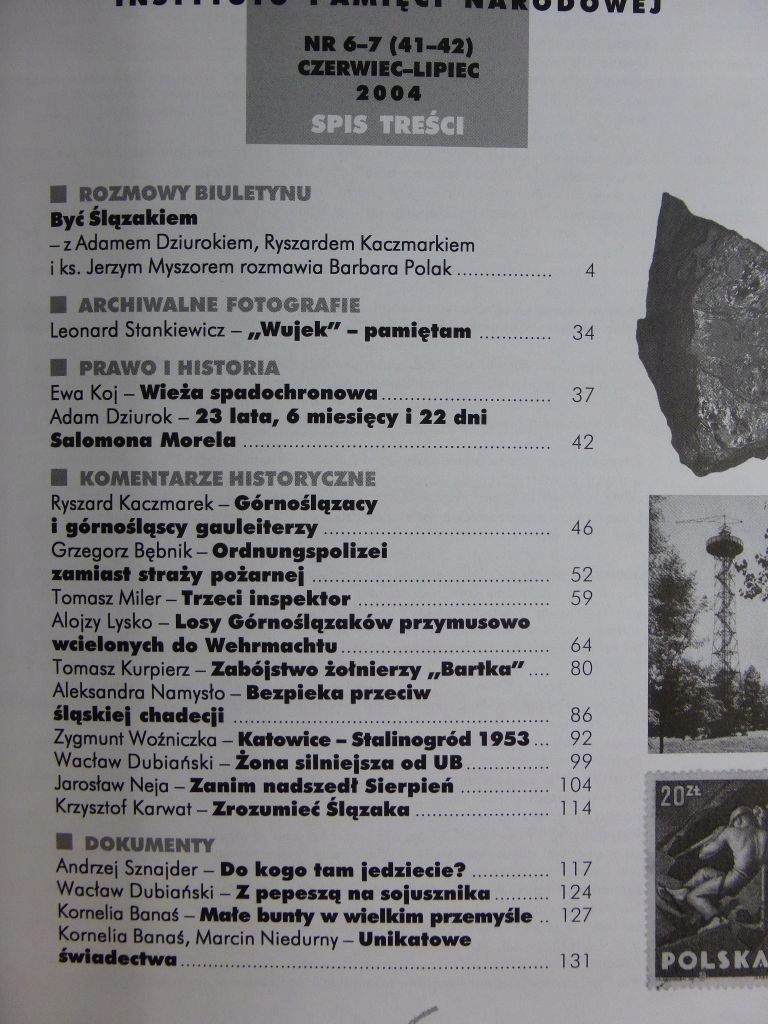 INSTYTUTU PAMIĘCI NARODOWEJ
NR 6–7 (41–42)
CZERWIEC–LIPIEC
2004
SPIS TREŚCI
■ ROZMOWY BIULETYNU
Być Ślązakiem
– z Adamem Dziurokiem, Ryszardem Kaczmarkiem
i ks. Jerzym Myszorem rozmawia Barbara Polak ................. 4
■ ARCHIWALNE FOTOGRAFIE
Leonard Stankiewicz – „Wujek” – pamiętam ............. 34
■ PRAWO I HISTORIA
Ewa Koj – Wieża spadochronowa .............................. 37
Adam Dziurok – 23 lata, 6 miesięcy i 22 dni
Salomona Morela ...................................................... 42
■ KOMENTARZE HISTORYCZNE
Ryszard Kaczmarek – Górnoślązacy
i górnośląscy gauleiterzy ........................................ 46
Grzegorz Bębnik – Ordnungspolizei
zamiast straży pożarnej .......................................... 52
Tomasz Miler – Trzeci inspektor ................................. 59
Alojzy Lysko – Losy Górnoślązaków przymusowo
wcielonych do Wehrmachtu ..................................... 64
Tomasz Kurpierz – Zabójstwo żołnierzy „Bartka” .... 80
Aleksandra Namysło – Bezpieka przeciw
śląskiej chadecji ....................................................... 86
Zygmunt Woźniczka – Katowice – Stalinogród 1953 ... 92
Wacław Dubiański – Żona silniejsza od UB .............. 99
Jarosław Neja – Zanim nadszedł Sierpień ............... 104
Krzysztof Karwat – Zrozumieć Ślązaka ....................... 114
■ DOKUMENTY
Andrzej Sznajder – Do kogo tam jedziecie? ............. 117
Wacław Dubiański – Z pepeszą na sojusznika .......... 124
Kornelia Banaś – Małe bunty w wielkim przemyśle .. 127
Kornelia Banaś, Marcin Niedurny – Unikatowe
świadectwa ................................................................ 131
20 ZŁ
POLSKA